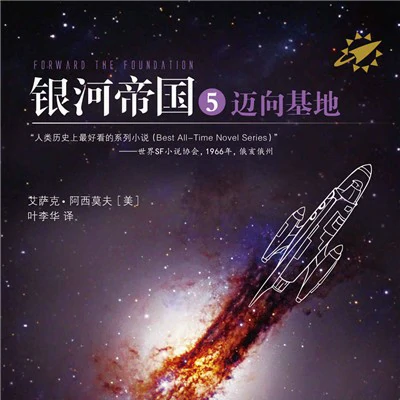 FORWARD THE FOUNDATION
银河帝国 5 迈向基地
“人类历史上最好看的系列小说（Best All-Time Novel Series）”
——世界SF小说协会，1966年，俄亥俄州
艾萨克·阿西莫夫［美］
叶李华 译